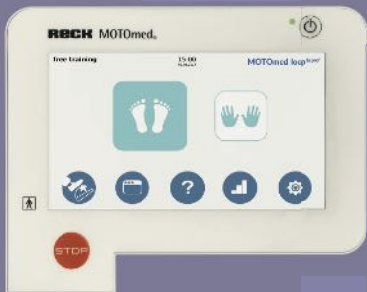 RECK MOTOmed.
free training
15:00
MOTOmed loop
?
STOP